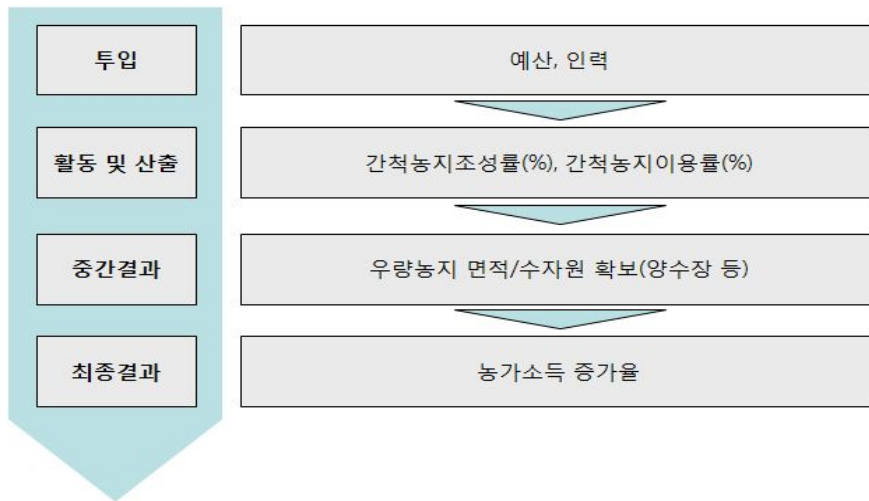 투입
예산, 인력
활동 및 산출
간척농지조성률(%), 간척농지이용률(%)
중간결과
우량농지 면적/수자원 확보(양수장 등)
최종결과
농가소득 증가율